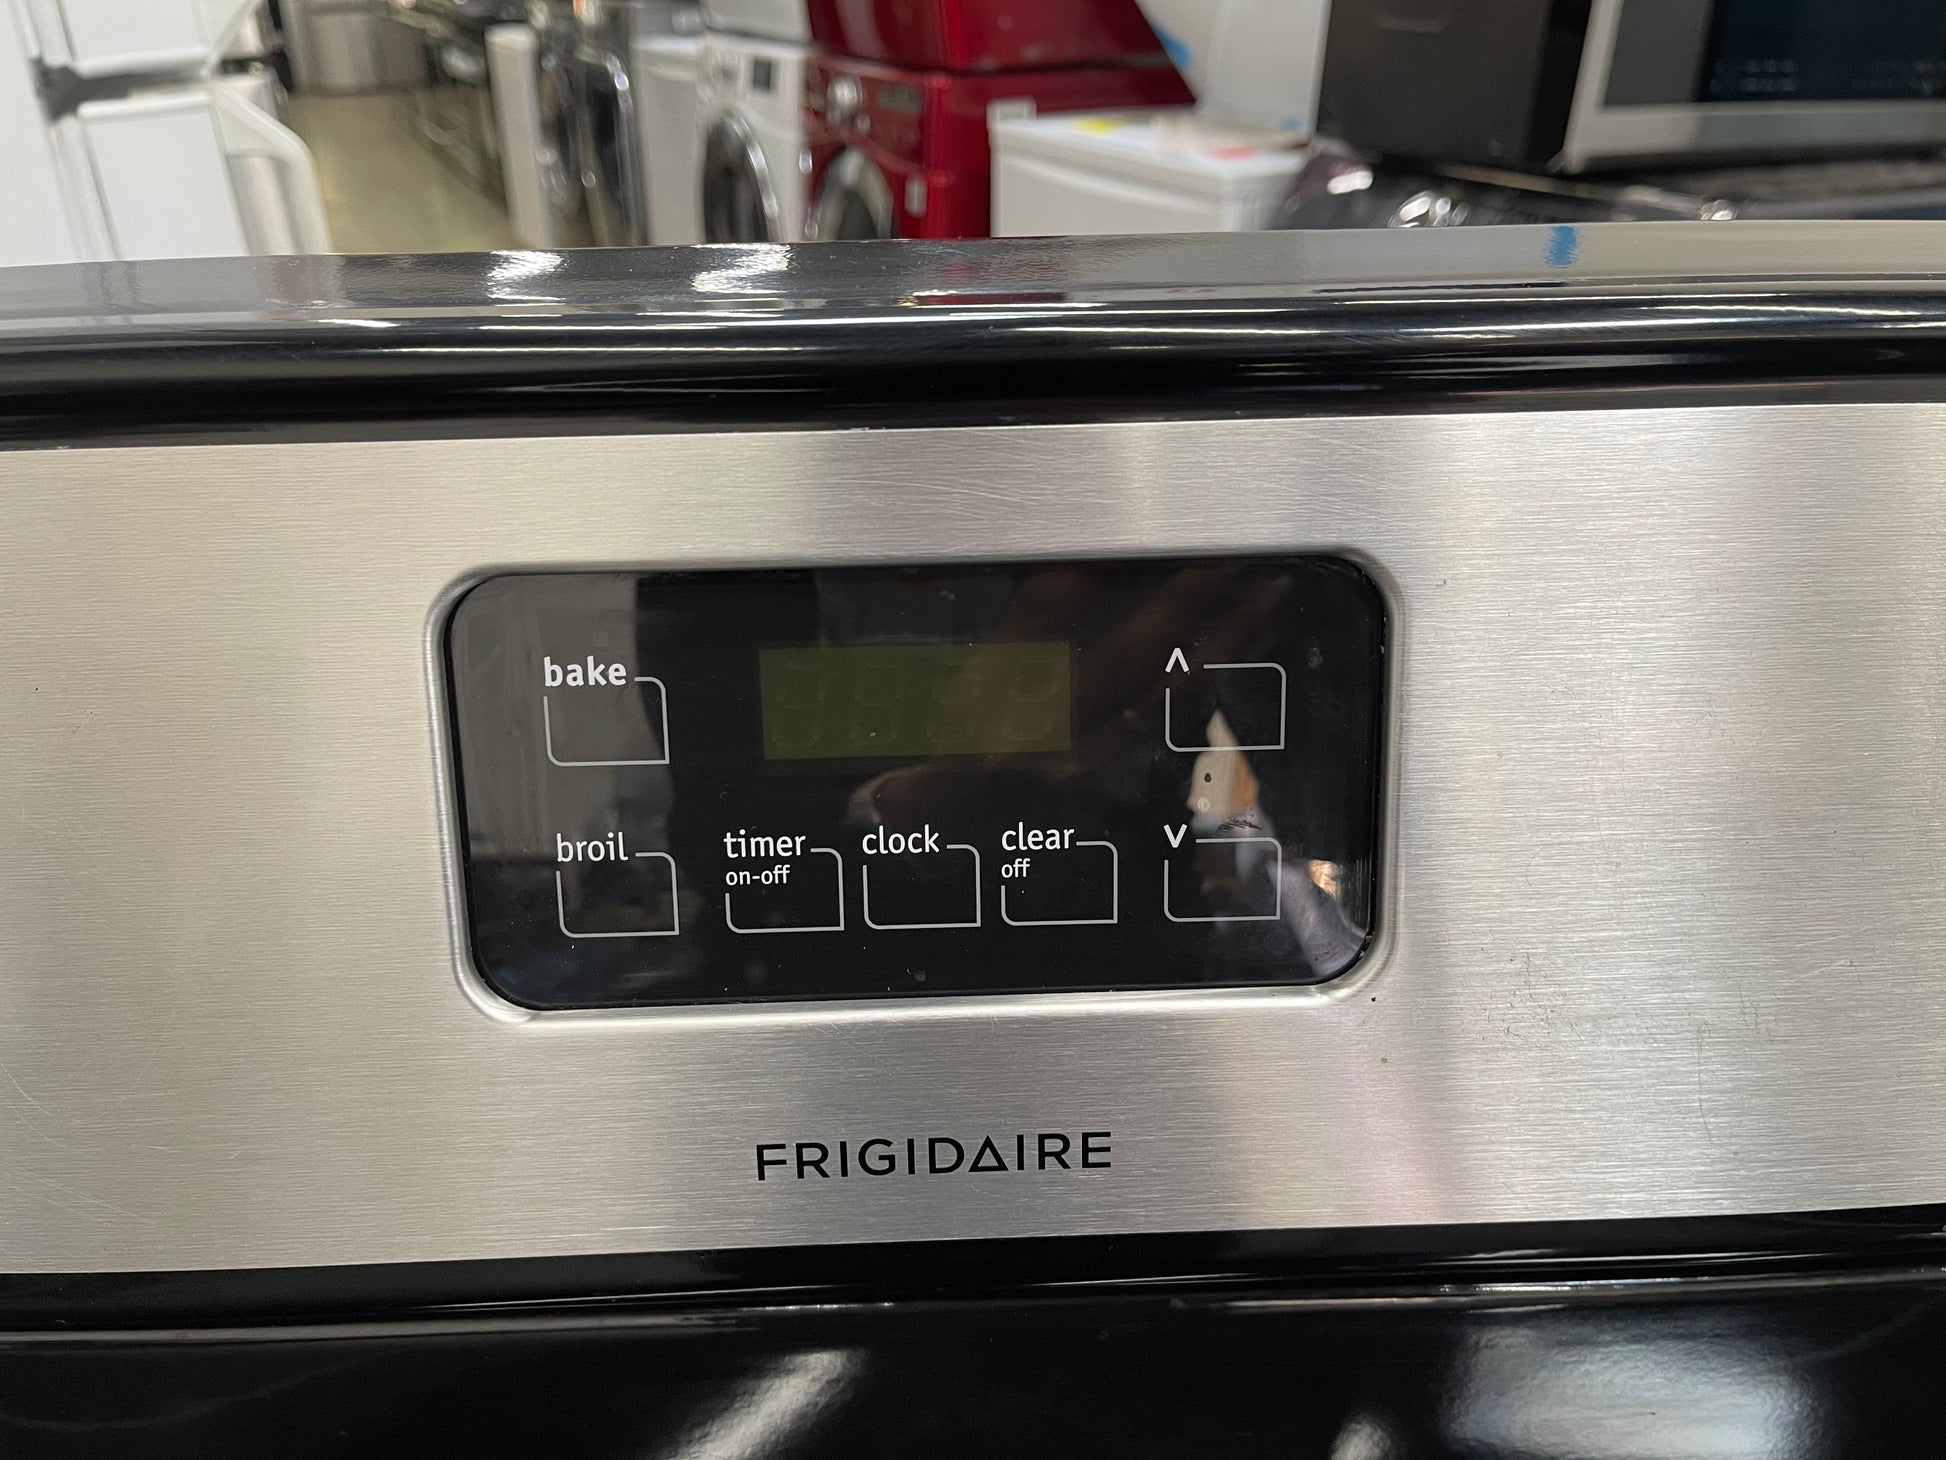 bake
^
broil
timer
on-off
clock
clear
off
v
FRIGIDAIRE